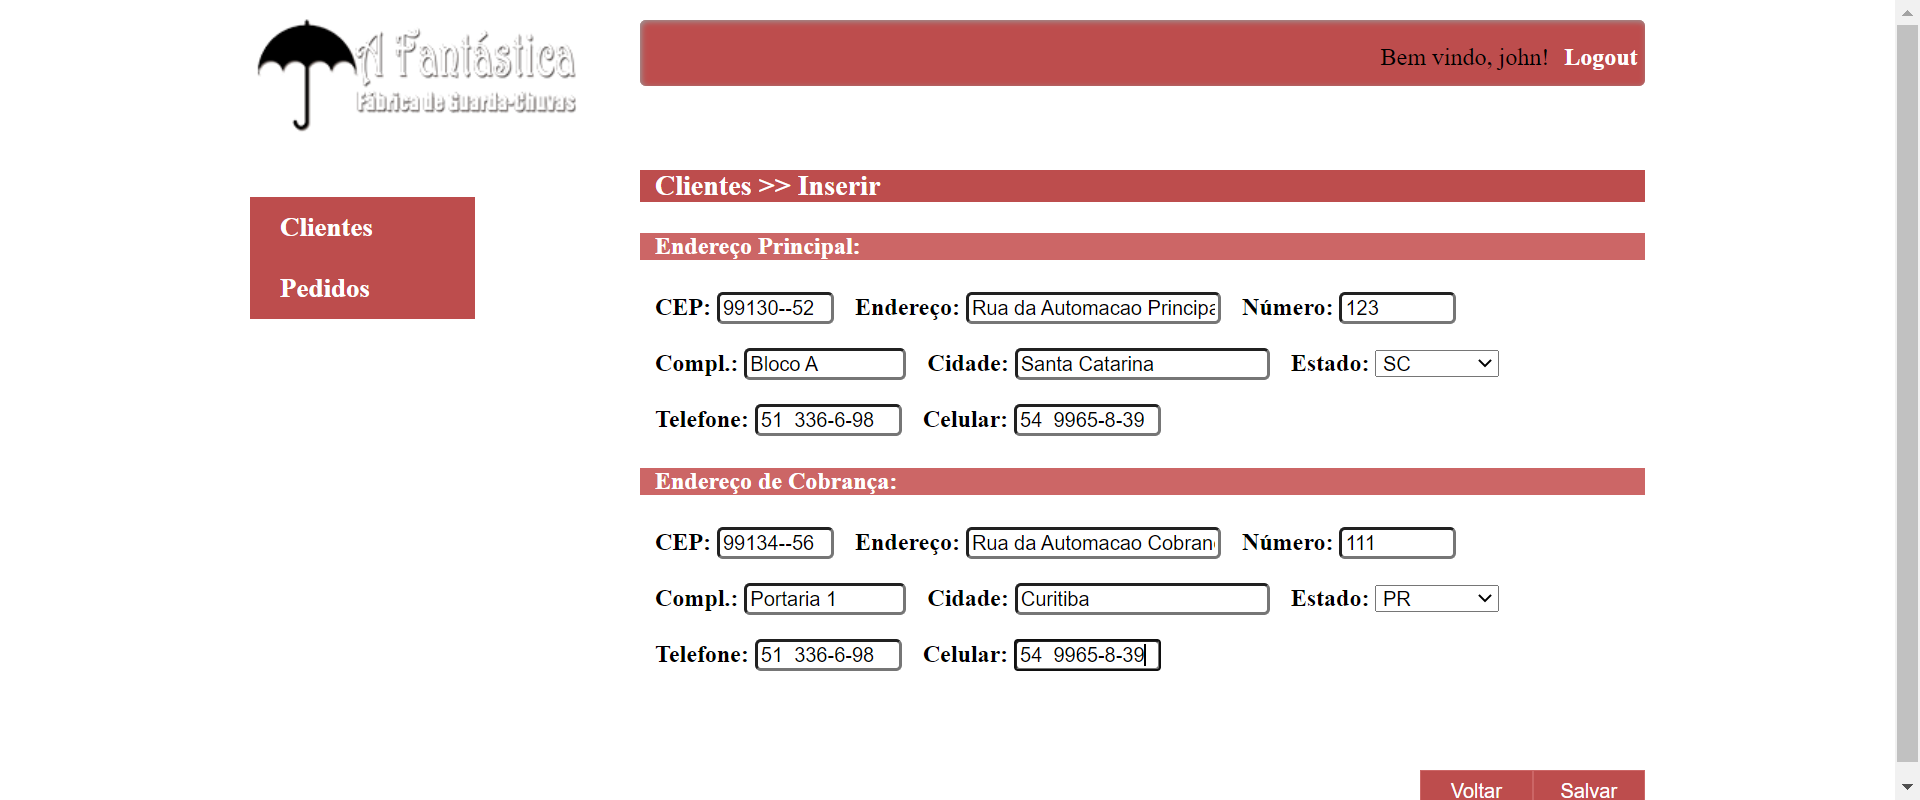 A Fantástica
Fábrica de Guarda-Chuvas
Bem vindo, john! Logout
Clientes
Pedidos
Clientes >> Inserir
Endereço Principal:
CEP: 99130--52 Endereço: Rua da Automacao Principa Número: 123
Compl.: Bloco A Cidade: Santa Catarina Estado: SC
Telefone: 51  336-6-98 Celular: 54  9965-8-39
Endereço de Cobrança:
CEP: 99134--56 Endereço: Rua da Automacao Cobran Número: 111
Compl.: Portaria 1 Cidade: Curitiba Estado: PR
Telefone: 51  336-6-98 Celular: 54  9965-8-39
Voltar Salvar